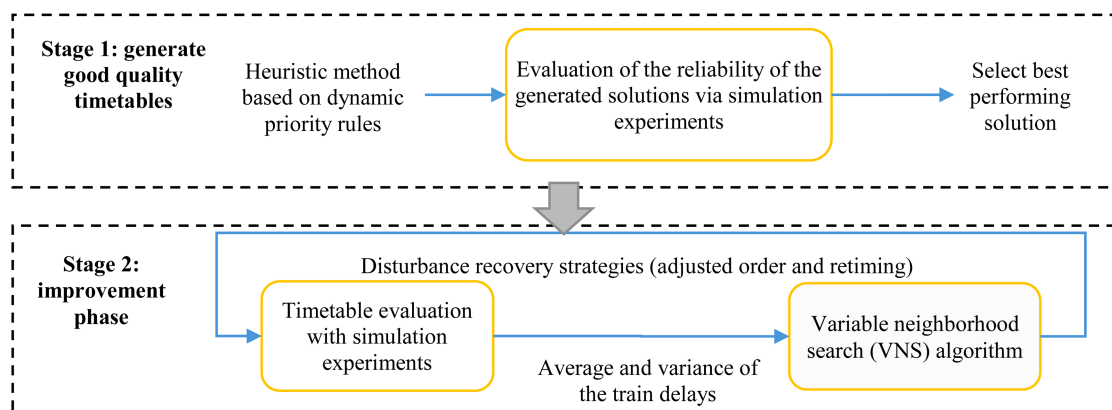 Stage 1: generate
good quality
timetables
Heuristic method
based on dynamic
priority rules
Evaluation of the reliability of the
generated solutions via simulation
experiments
Select best
performing
solution
Stage 2:
improvement
phase
Disturbance recovery strategies (adjusted order and retiming)
Timetable evaluation
with simulation
experiments
Average and variance of
the train delays
Variable neighborhood
search (VNS) algorithm